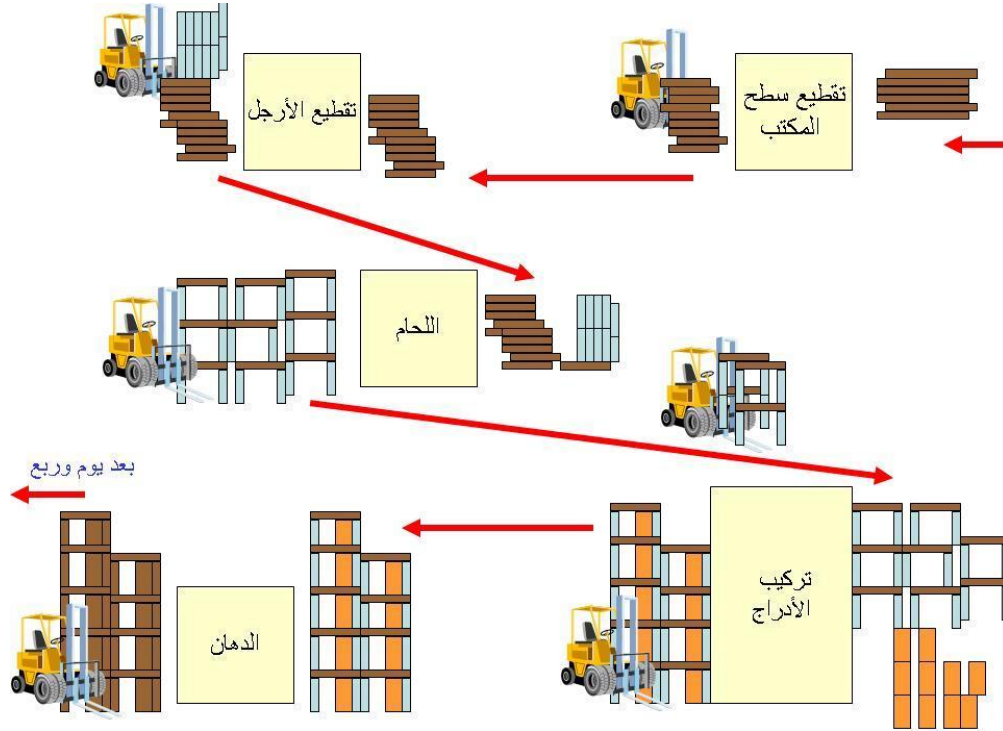 تقطيع سطح
المكتب
تقطيع الأرجل
اللحام
تركيب
الأدراج
الدهان
بعد يوم وربع